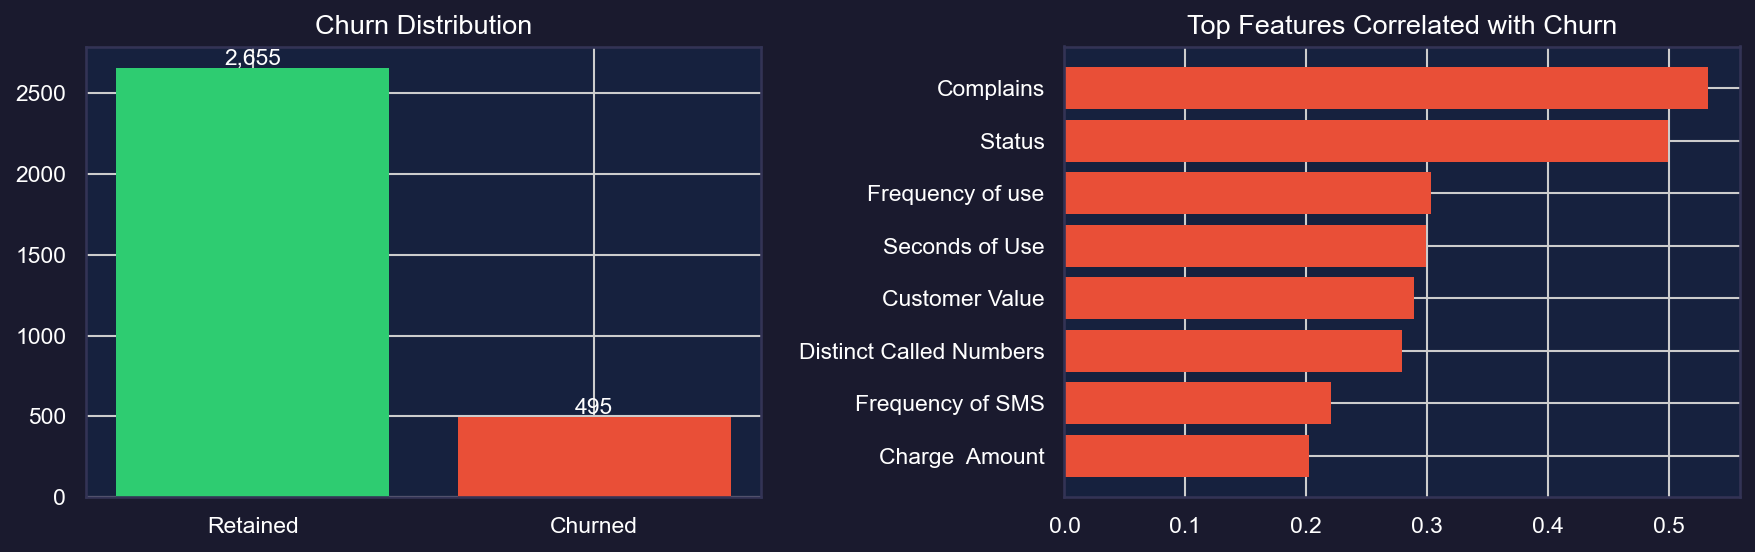 Churn Distribution
2,655
2500
2000
1500
1000
495
500
0
Retained
Churned
Top Features Correlated with Churn
Complains
Status
Frequency of use
Seconds of Use
Customer Value
Distinct Called Numbers
Frequency of SMS
Charge  Amount
0.0
0.1
0.2
0.3
0.4
0.5